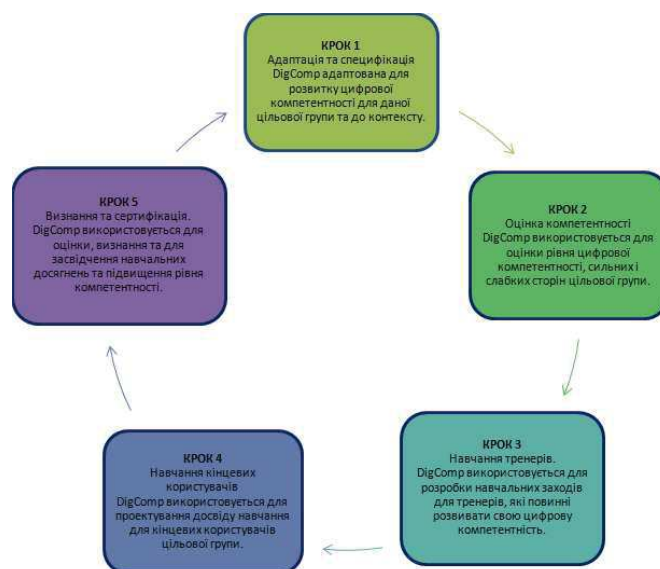 КРОК 1
Адаптація та специфікація
DigComp адаптована для
розвитку цифрової
компетентності для даної
цільової групи та до контексту.
КРОК 2
Оцінка компетентності
DigComp використовується для
оцінки рівня цифрової
компетентності, сильних і
слабких сторін цільової групи.
КРОК 3
Навчання тренерів.
DigComp використовується для
розробки навчальних заходів
для тренерів, які повинні
розвивати свою цифрову
компетентність.
КРОК 4
Навчання кінцевих
користувачів
DigComp використовується для
проектування досвіду навчання
для кінцевих користувачів
цільової групи.
КРОК 5
Визнання та сертифікація.
DigComp використовується для
оцінки, визнання та для
засвідчення навчальних
досягнень та підвищення рівня
компетентності.